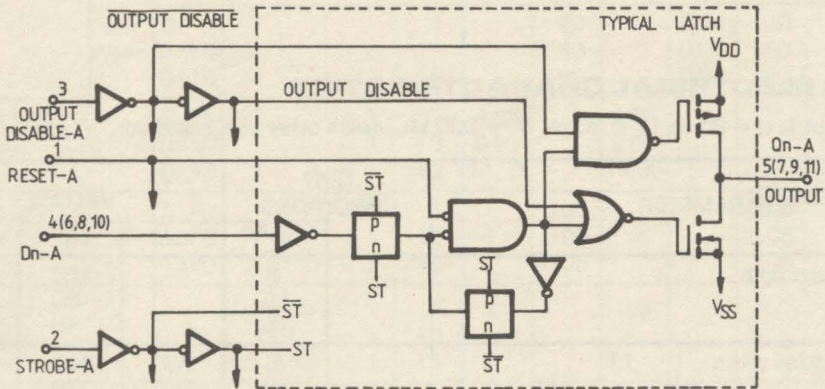 OUTPUT DISABLE
TYPICAL LATCH
VDD
3
OUTPUT DISABLE
OUTPUT
DISABLE-A
1
RESET-A
Qn-A
5(7,9,11)
OUTPUT
ST
p
n
ST
4(6,8,10)
Dn-A
ST
p
n
ST
VSS
2
STROBE-A
ST
ST